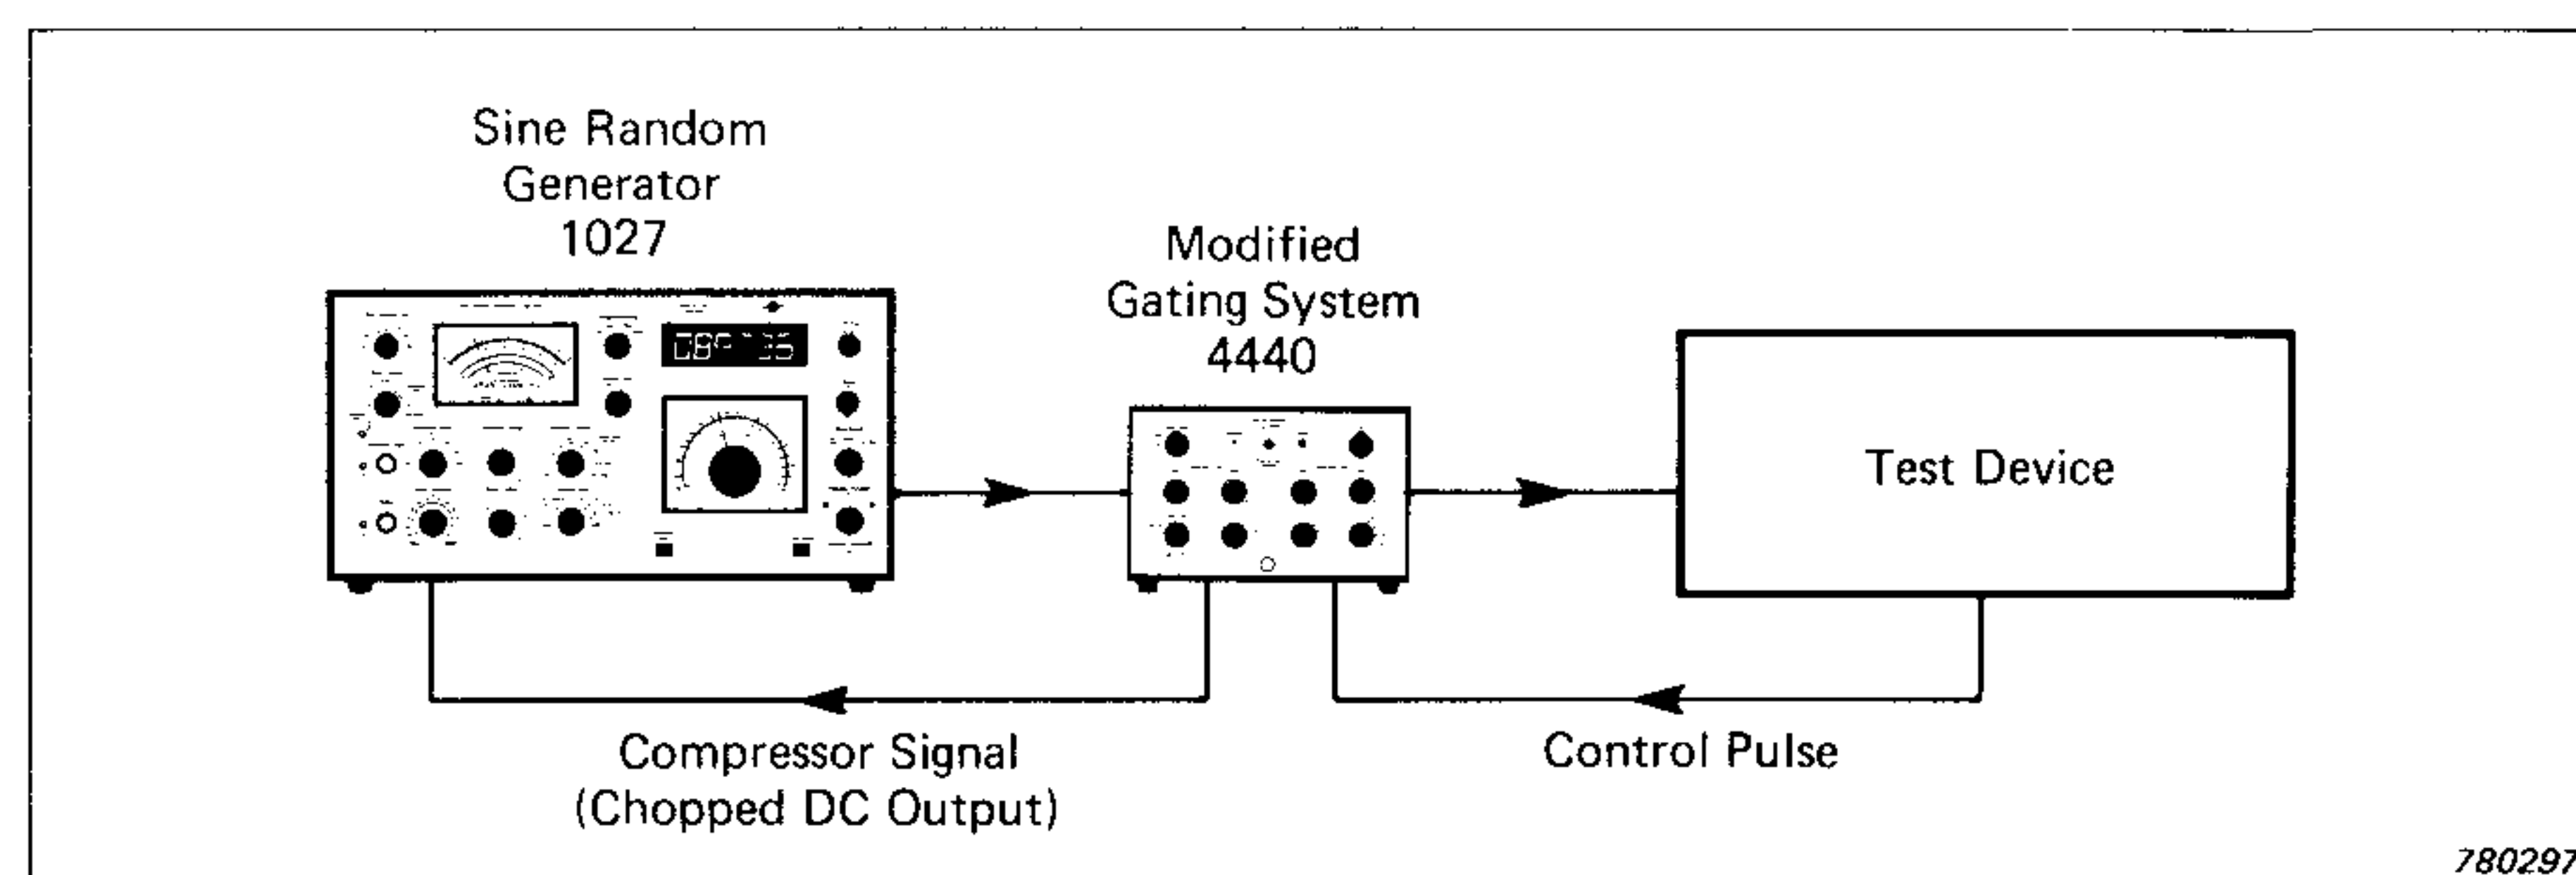 Sine Random
Generator
1027
Modified
Gating System
4440
Test Device
Compressor Signal
(Chopped DC Output)
Control Pulse
780297